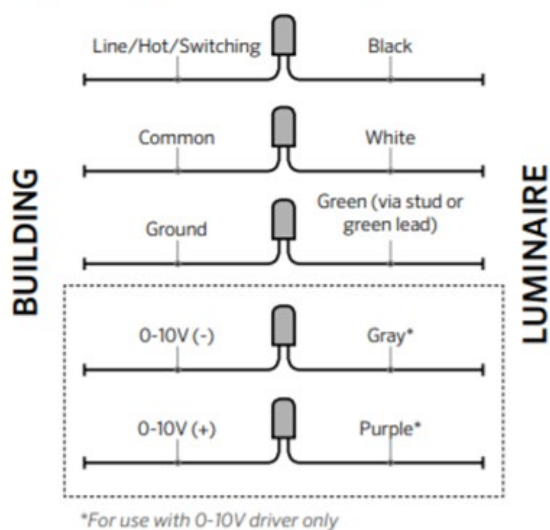 Line/Hot/Switching Black
Common White
BUILDING
LUMINAIRE
Ground Green (via stud or
green lead)
0-10V (-) Gray*
0-10V (+) Purple*
*For use with 0-10V driver only